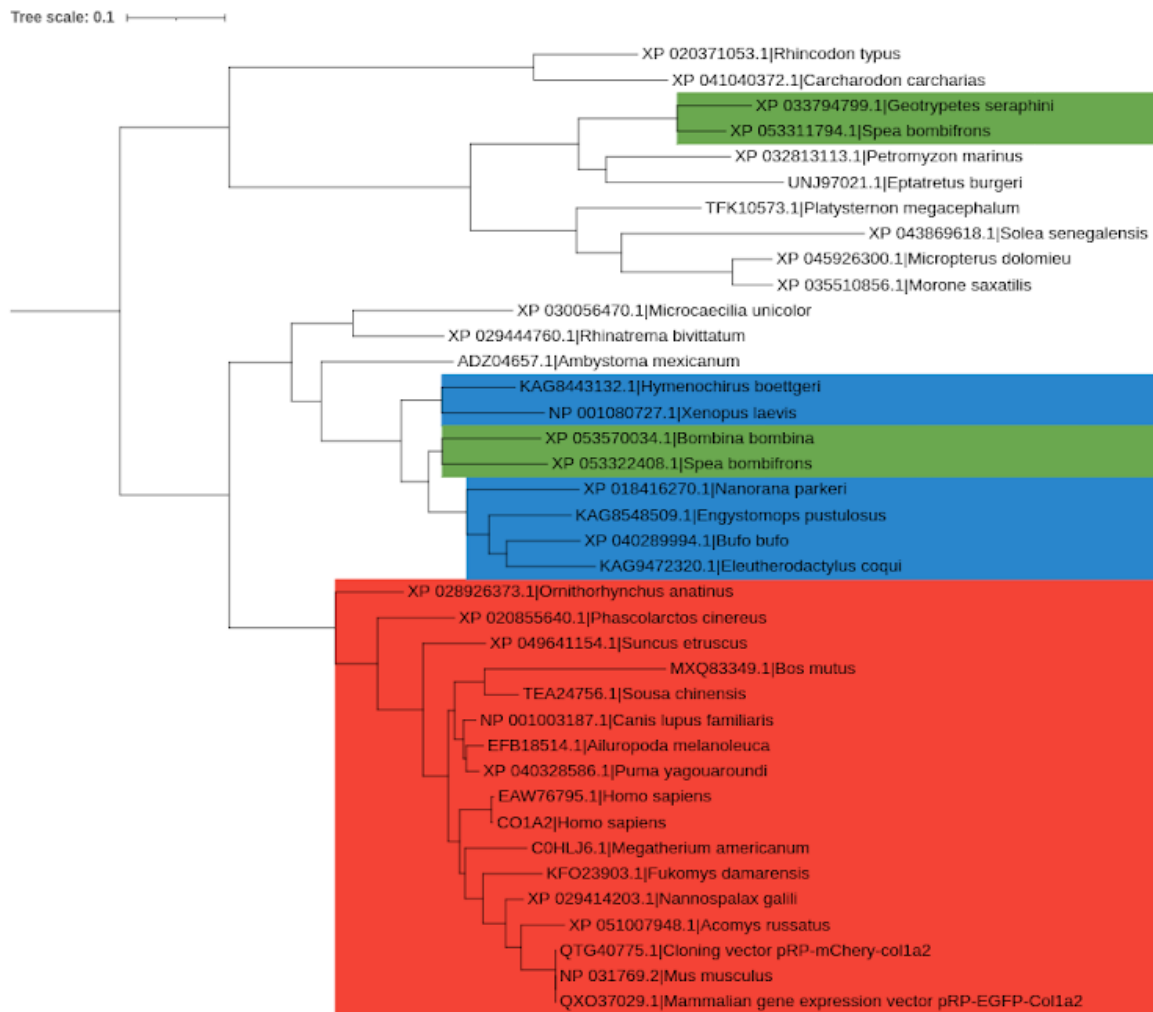 Tree scale: 0.1
XP 020371053.1|Rhincodon typus
XP 041040372.1|Carcharodon carcharias
XP 033794799.1|Geotrypetes seraphini
XP 053311794.1|Spea bombifrons
XP 032813113.1|Petromyzon marinus
UNJ97021.1|Eptatretus burgeri
TFK10573.1|Platysternon megacephalum
XP 043869618.1|Solea senegalensis
XP 045926300.1|Micropterus dolomieu
XP 035510856.1|Morone saxatilis
XP 030056470.1|Microcaecilia unicolor
XP 029444760.1|Rhinatrema bivittatum
ADZ04657.1|Ambystoma mexicanum
KAG8443132.1|Hymenochirus boettgeri
NP 001080727.1|Xenopus laevis
XP 053570034.1|Bombina bombina
XP 053322408.1|Spea bombifrons
XP 018416270.1|Nanorana parkeri
KAG8548509.1|Engystomops pustulosus
XP 040289994.1|Bufo bufo
KAG9472320.1|Eleutherodactylus coqui
XP 028926373.1|Ornithorhynchus anatinus
XP 020855640.1|Phascolarctos cinereus
XP 049641154.1|Suncus etruscus
MXQ83349.1|Bos mutus
TEA24756.1|Sousa chinensis
NP 001003187.1|Canis lupus familiaris
EFB18514.1|Ailuropoda melanoleuca
XP 040328586.1|Puma yagouaroundi
EAW76795.1|Homo sapiens
CO1A2|Homo sapiens
C0HLJ6.1|Megatherium americanum
KFO23903.1|Fukomys damarensis
XP 029414203.1|Nannospalax galili
XP 051007948.1|Acomys russatus
QTG40775.1|Cloning vector pRP-mChery-col1a2
NP 031769.2|Mus musculus
QXO37029.1|Mammalian gene expression vector pRP-EGFP-Col1a2